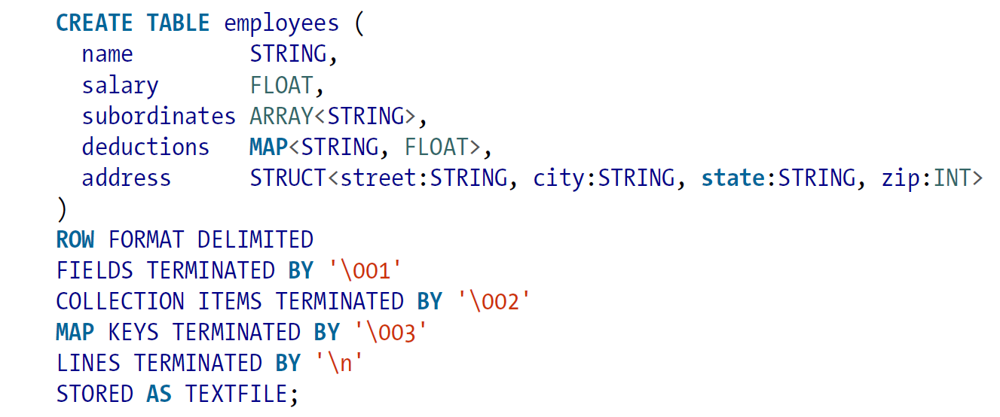 CREATE TABLE employees (
  name         STRING,
  salary       FLOAT,
  subordinates ARRAY<STRING>,
  deductions   MAP<STRING, FLOAT>,
  address      STRUCT<street:STRING, city:STRING, state:STRING, zip:INT>
)
ROW FORMAT DELIMITED
FIELDS TERMINATED BY '\001'
COLLECTION ITEMS TERMINATED BY '\002'
MAP KEYS TERMINATED BY '\003'
LINES TERMINATED BY '\n'
STORED AS TEXTFILE;